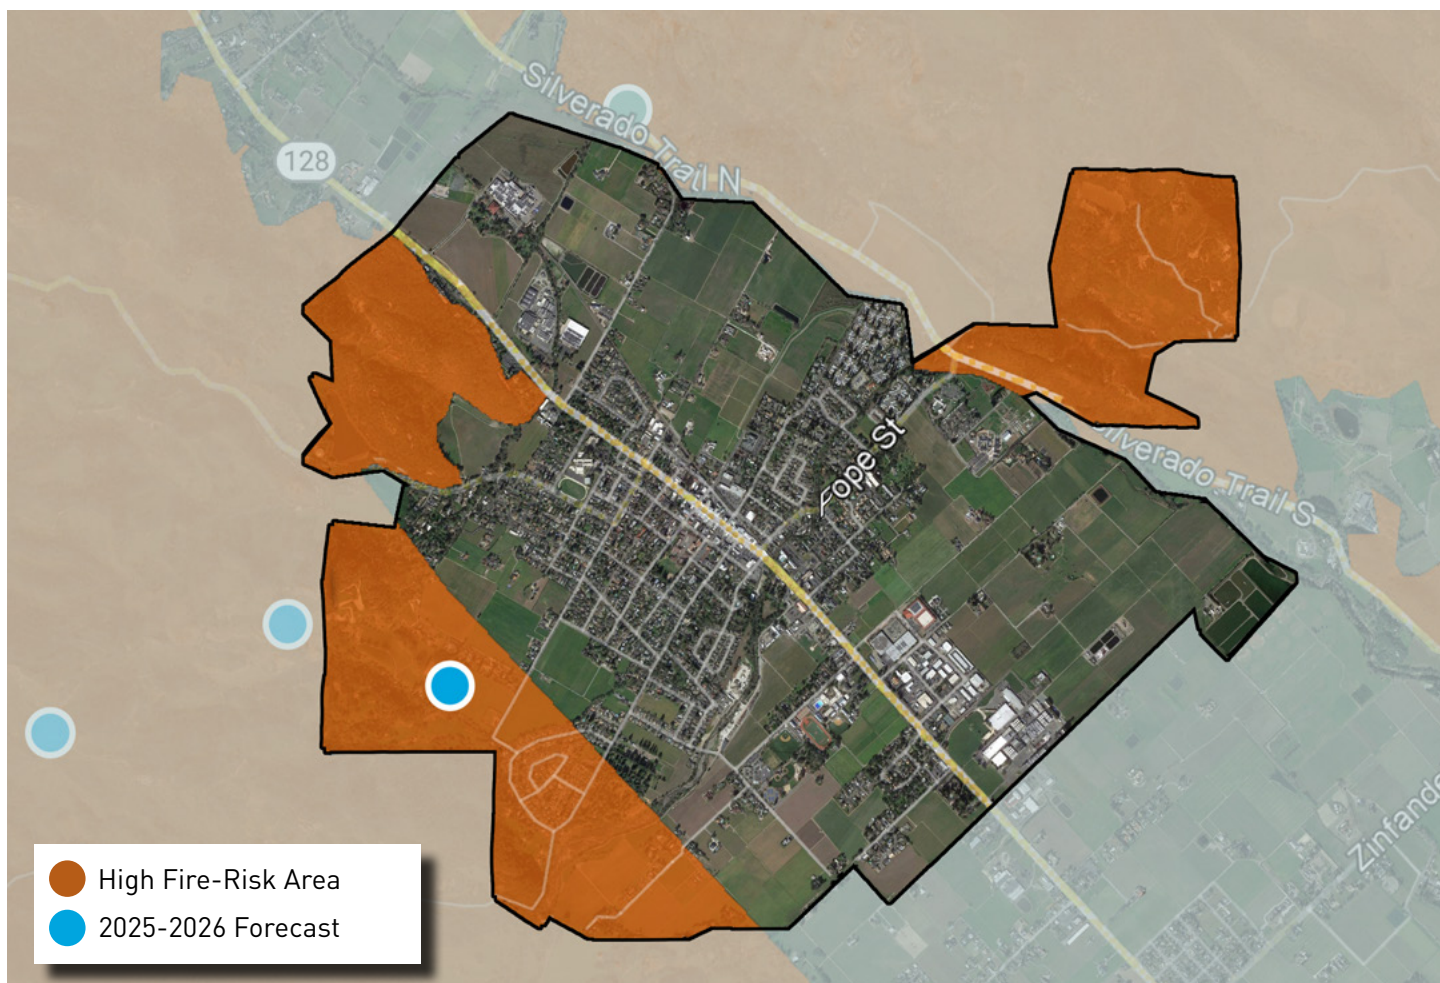 Silverado Trail N
128
Pope St
Silverado Trail S
Zinfande
High Fire-Risk Area
2025-2026 Forecast